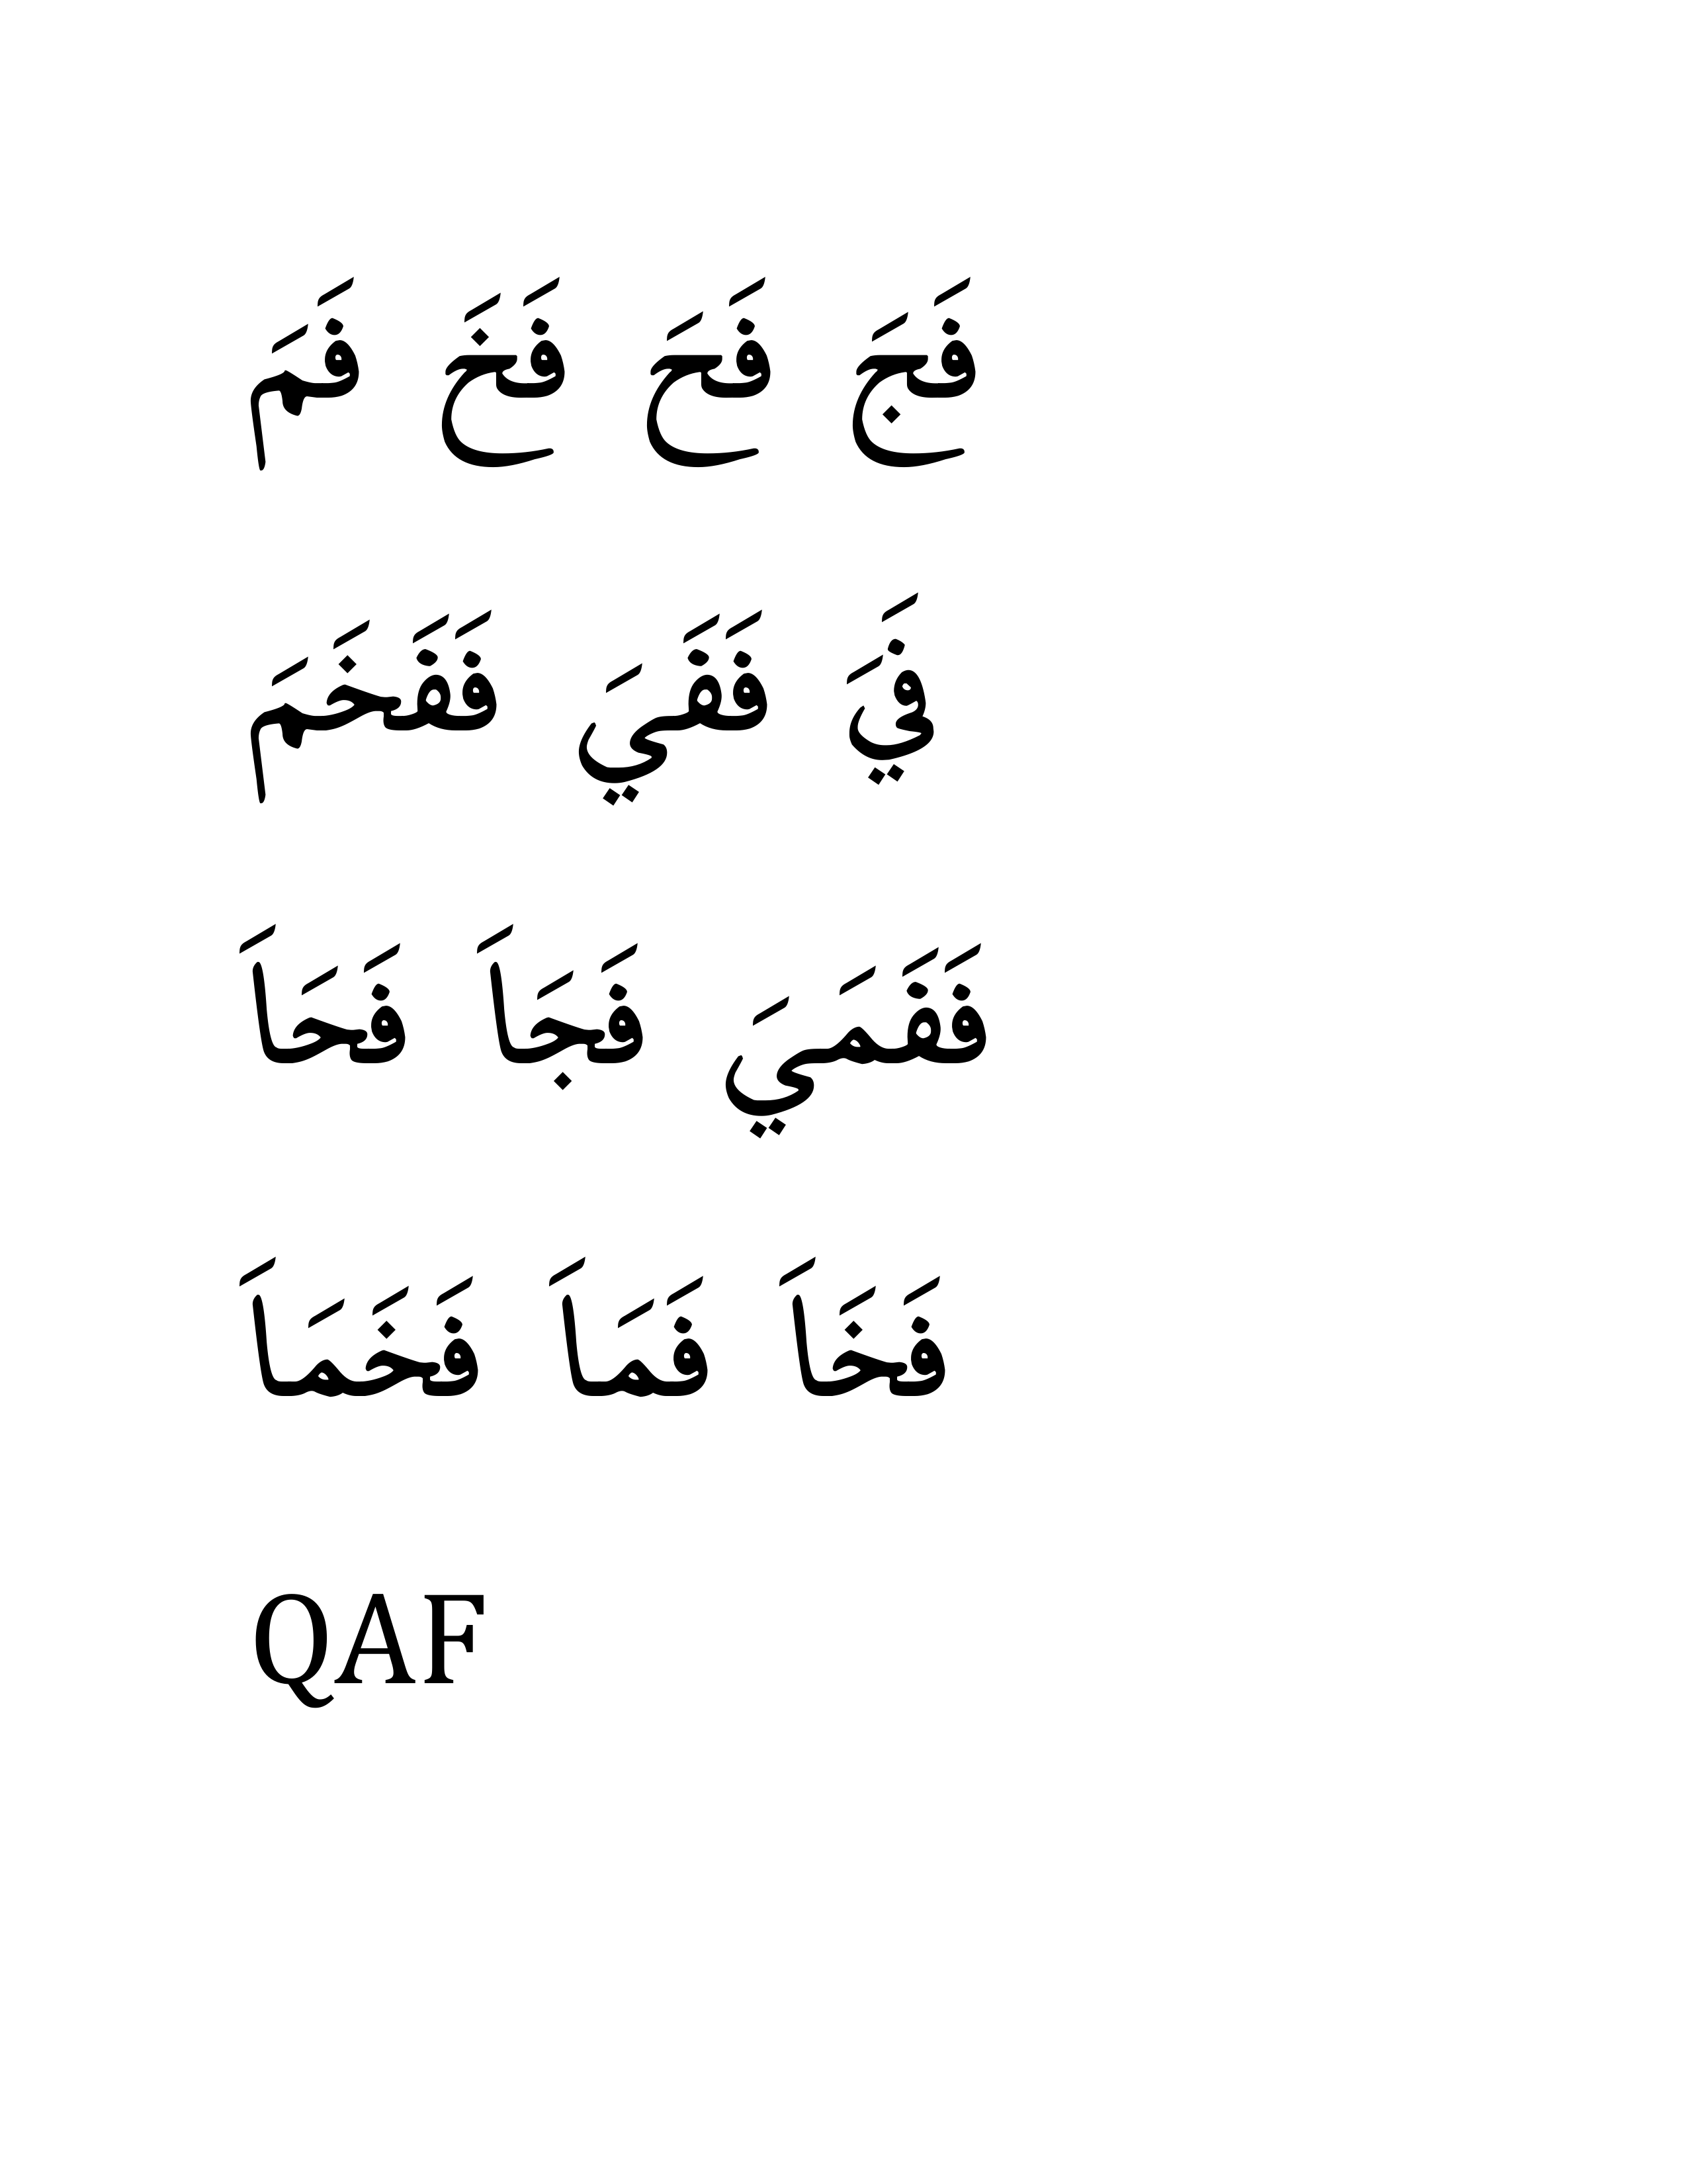 فَجَ فَحَ فَخَ فَمَ
فَيَ فَفَيَ فَفَخَمَ
فَفَمَيَ فَجَاَ فَحَاَ
فَخَاَ فَمَاَ فَخَمَاَ
QAF